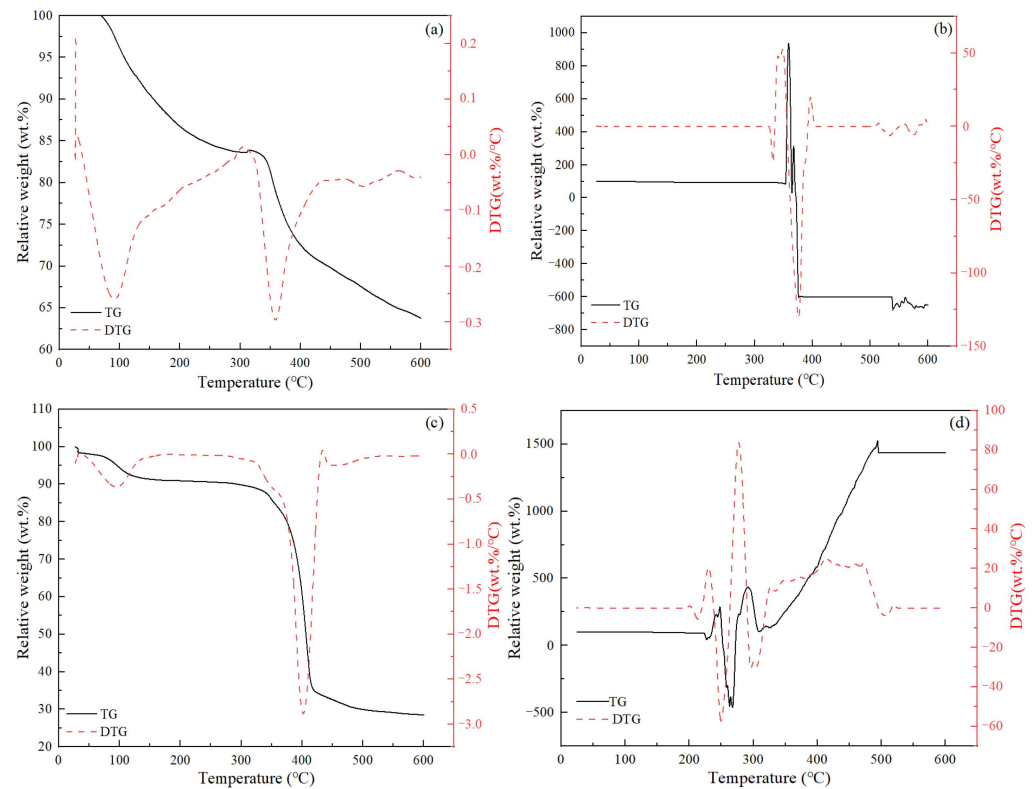 (a)
100
95
90
85
80
75
70
65
60
0.2
0.1
0.0
−0.1
−0.2
−0.3
Relative weight (wt.%)
DTG(wt.%/°C)
TG
DTG
0 100 200 300 400 500 600
Temperature (°C)
(b)
1000
800
600
400
200
0
−200
−400
−600
−800
50
0
−50
−100
−150
Relative weight (wt.%)
DTG(wt.%/°C)
TG
DTG
0 100 200 300 400 500 600
Temperature (°C)
(c)
110
100
90
80
70
60
50
40
30
20
0.5
0.0
−0.5
−1.0
−1.5
−2.0
−2.5
−3.0
Relative weight (wt.%)
DTG(wt.%/°C)
TG
DTG
0 100 200 300 400 500 600
Temperature (°C)
(d)
1500
1000
500
0
−500
100
80
60
40
20
0
−20
−40
−60
Relative weight (wt.%)
DTG(wt.%/°C)
TG
DTG
0 100 200 300 400 500 600
Temperature (°C)